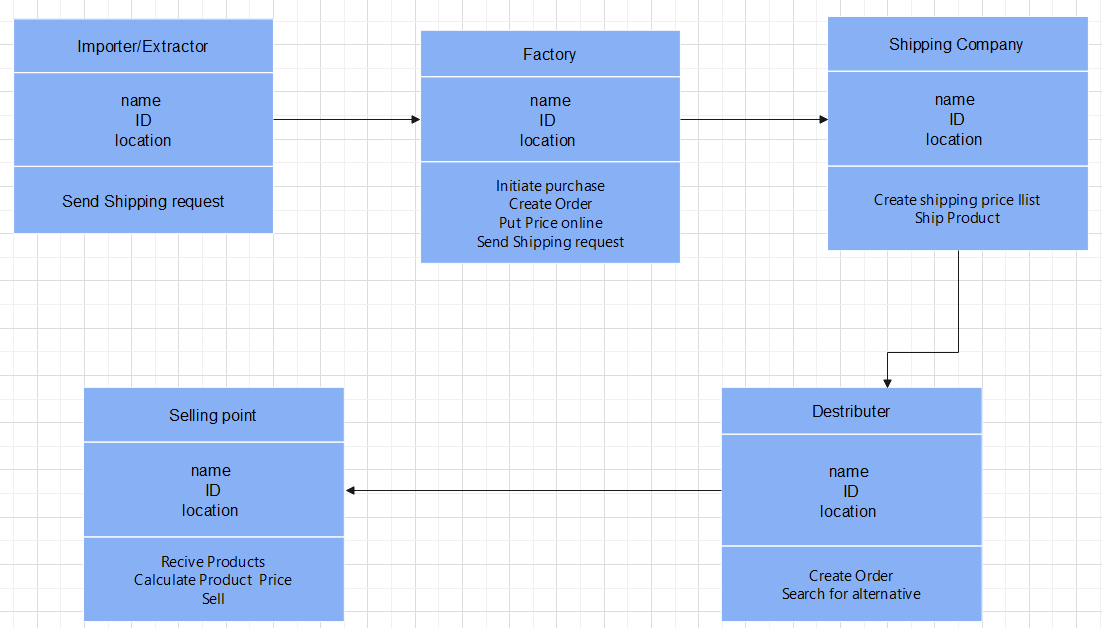 Importer/Extractor
name
ID
location
Send Shipping request
Factory
name
ID
location
Initiate purchase
Create Order
Put Price online
Send Shipping request
Shipping Company
name
ID
location
Create shipping price llist
Ship Product
Selling point
name
ID
location
Recive Products
Calculate Product  Price
Sell
Destributer
name
ID
location
Create Order
Search for alternative